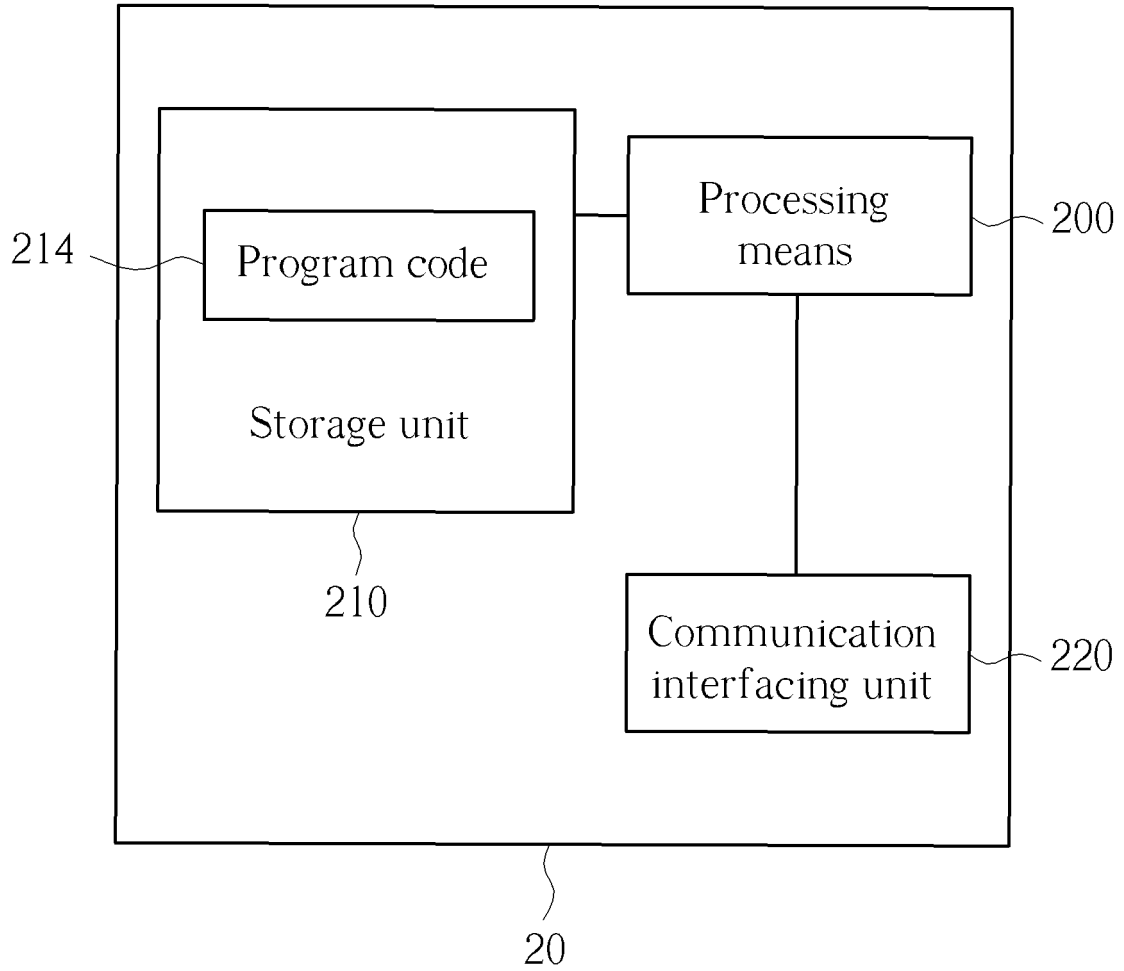 Processing
means
200
214
Program code
Storage unit
210
Communication
interfacing unit
220
20